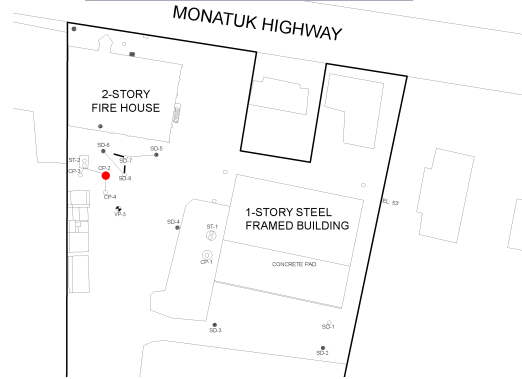 MONATUK HIGHWAY
2-STORY
FIRE HOUSE
SD-6
SD-5
ST-2
SD-7
CP-3
CP-2
SD-8
CP-4
VP-3
SD-4
ST-1
1-STORY STEEL
FRAMED BUILDING
EL. 53'
CP-1
CONCRETE PAD
SD-3
SD-1
SD-2